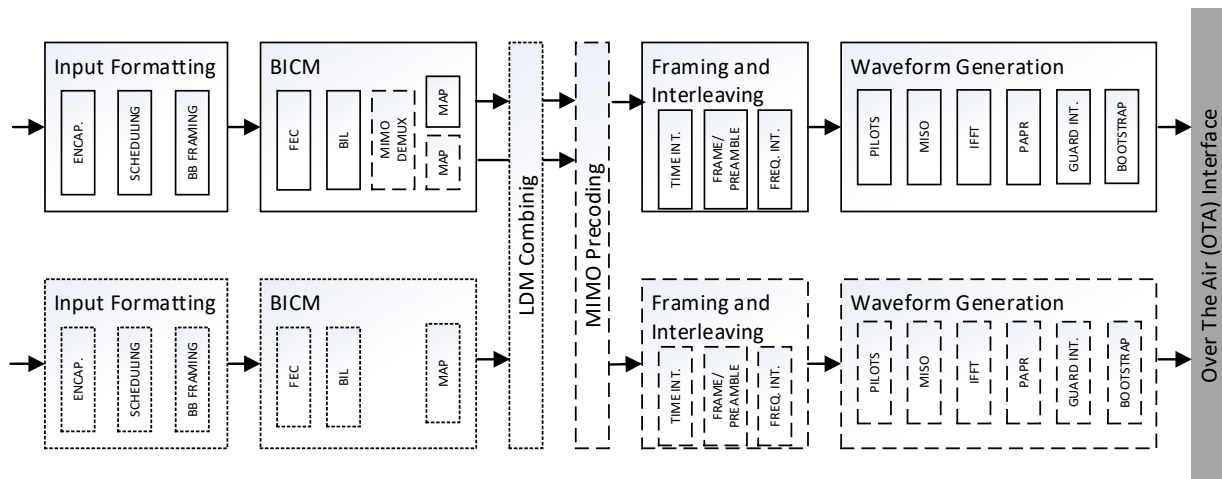 Input Formatting
ENCAP.
SCHEDULING
BB FRAMING
BICM
FEC
BIL
MIMO
DEMUX
MAP
MAP
LDM Combining
MIMO Precoding
Framing and
Interleaving
TIME INT.
FRAME/
PREAMBLE
FREQ. INT.
Waveform Generation
PILOTS
MISO
IFFT
PAPR
GUARD INT.
BOOTSTRAP
Over The Air (OTA) Interface
Input Formatting
ENCAP.
SCHEDULING
BB FRAMING
BICM
FEC
BIL
MAP
Framing and
Interleaving
TIME INT.
FRAME/
PREAMBLE
FREQ. INT.
Waveform Generation
PILOTS
MISO
IFFT
PAPR
GUARD INT.
BOOTSTRAP